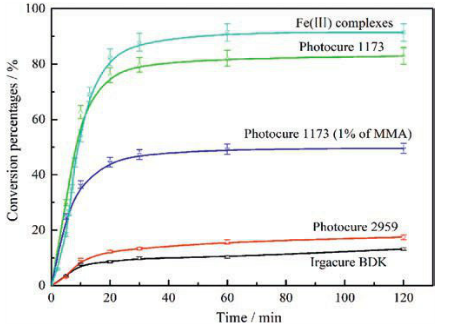 100
80
60
40
20
0
Conversion percentages / %
Fe(III) complexes
Photocure 1173
Photocure 1173 (1% of MMA)
Photocure 2959
Irgacure BDK
0 20 40 60 80 100 120
Time / min